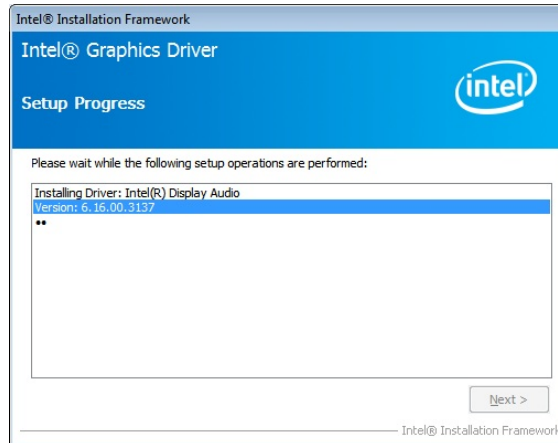 Intel® Installation Framework
Intel® Graphics Driver
Setup Progress
intel®
Please wait while the following setup operations are performed:
Installing Driver: Intel(R) Display Audio
Version: 6.16.00.3137
••
Next >
Intel® Installation Framework